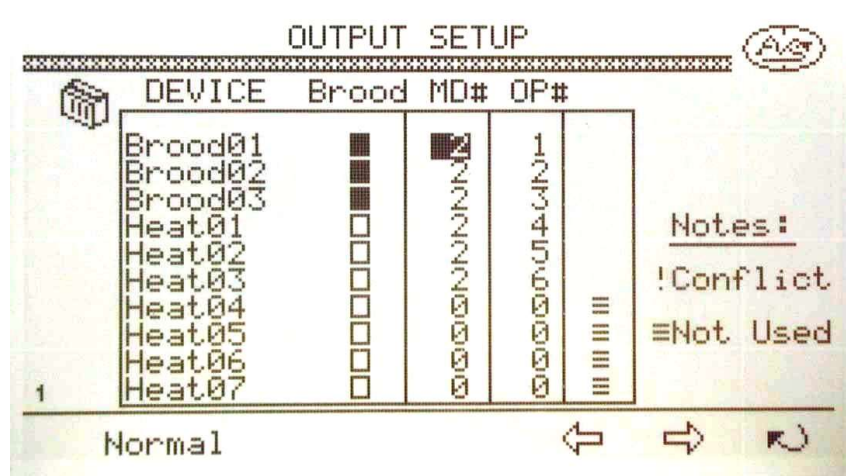 OUTPUT SETUP
DEVICE Brood MD# OP#
Brood01 2 1
Brood02 2 2
Brood03 2 3
Heat01 2 4
Heat02 2 5
Heat03 2 6
Heat04 0 0 ≡
Heat05 0 0 ≡
Heat06 0 0 ≡
Heat07 0 0 ≡
Notes:
!Conflict
≡Not Used
1
Normal